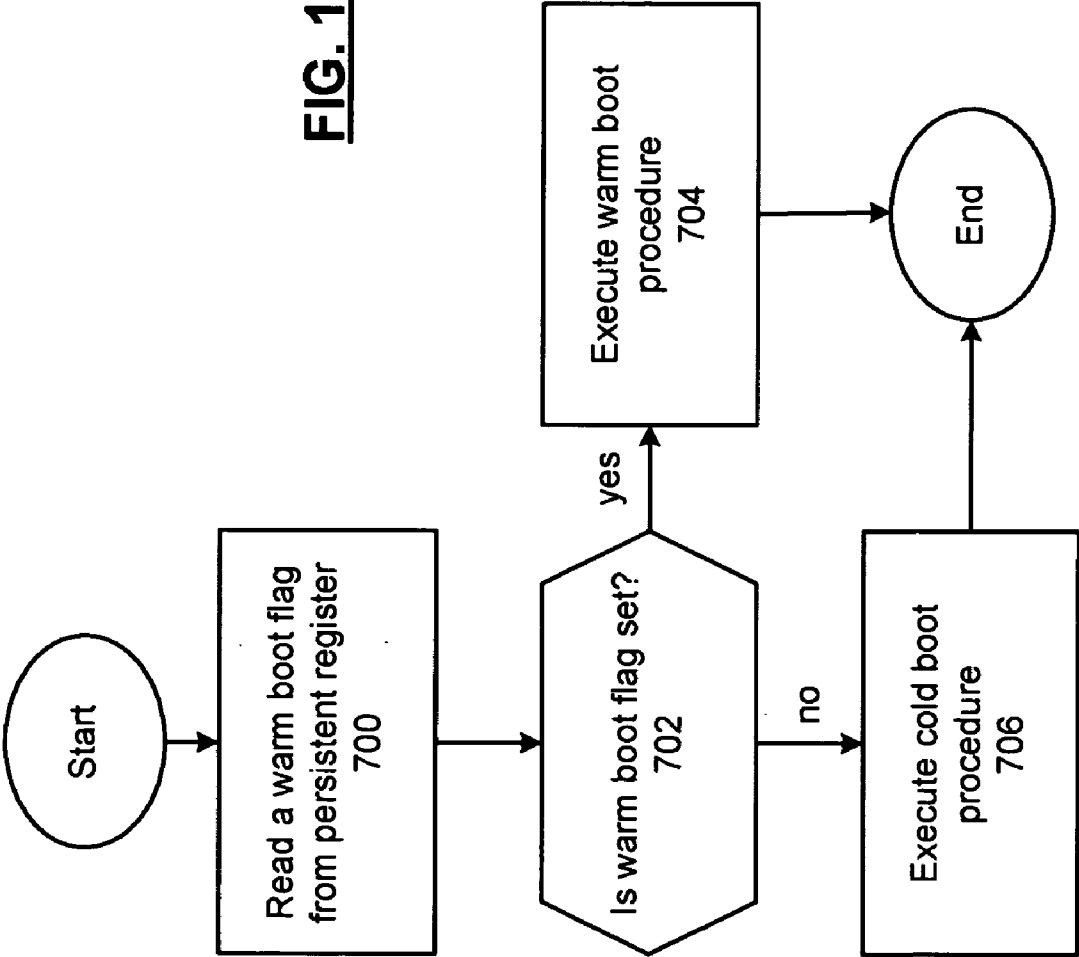 FIG. 1
Start
Read a warm boot flag
from persistent register
700
Is warm boot flag set?
702
yes
Execute warm boot
procedure
704
no
Execute cold boot
procedure
706
End